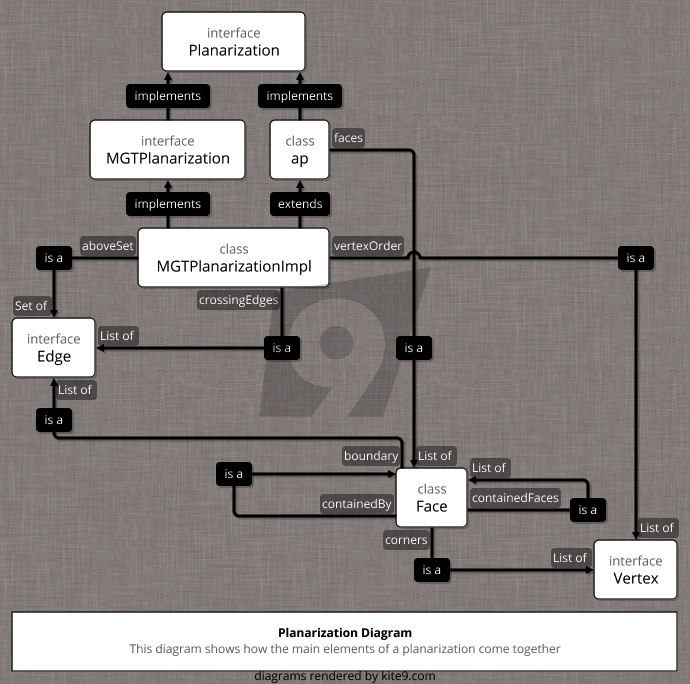 interface
Planarization
implements
implements
interface
MGTPlanarization
class
ap
faces
implements
extends
is a
aboveSet
class
MGTPlanarizationImpl
vertexOrder
is a
Set of
crossingEdges
interface
Edge
List of
is a
is a
List of
is a
boundary
List of
is a
containedBy
class
Face
List of
containedFaces
is a
corners
is a
List of
List of
interface
Vertex
Planarization Diagram
This diagram shows how the main elements of a planarization come together
diagrams rendered by kite9.com